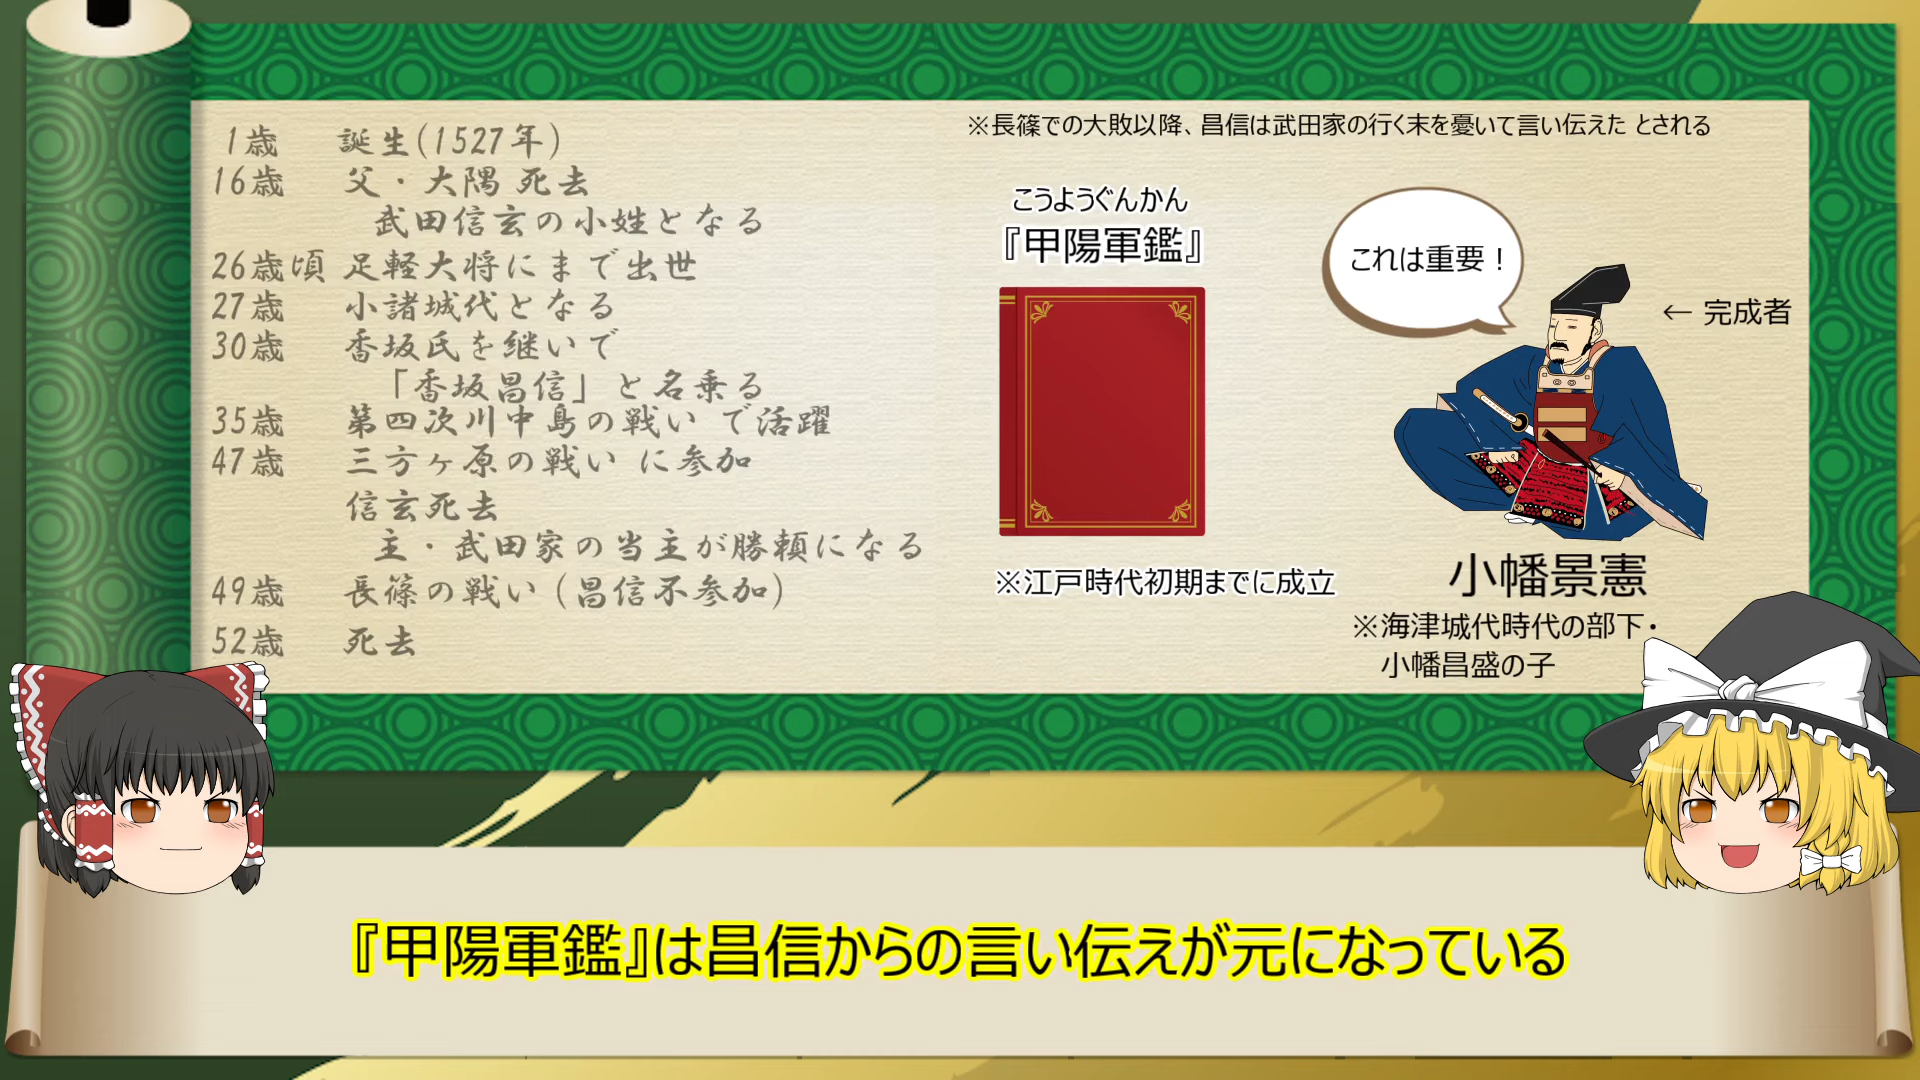 1歳 誕生(1527年)
16歳 父・大隅 死去
武田信玄の小姓となる
26歳頃 足軽大将にまで出世
27歳 小諸城代となる
30歳 香坂氏を継いで
「香坂昌信」と名乗る
35歳 第四次川中島の戦い で活躍
47歳 三方ヶ原の戦い に参加
信玄死去
主・武田家の当主が勝頼になる
49歳 長篠の戦い(昌信不参加)
52歳 死去
※長篠での大敗以降、昌信は武田家の行く末を憂いて言い伝えた とされる
こうようぐんかん
『甲陽軍鑑』
※江戸時代初期までに成立
これは重要！
← 完成者
小幡景憲
※海津城代時代の部下・
小幡昌盛の子
『甲陽軍鑑』は昌信からの言い伝えが元になっている